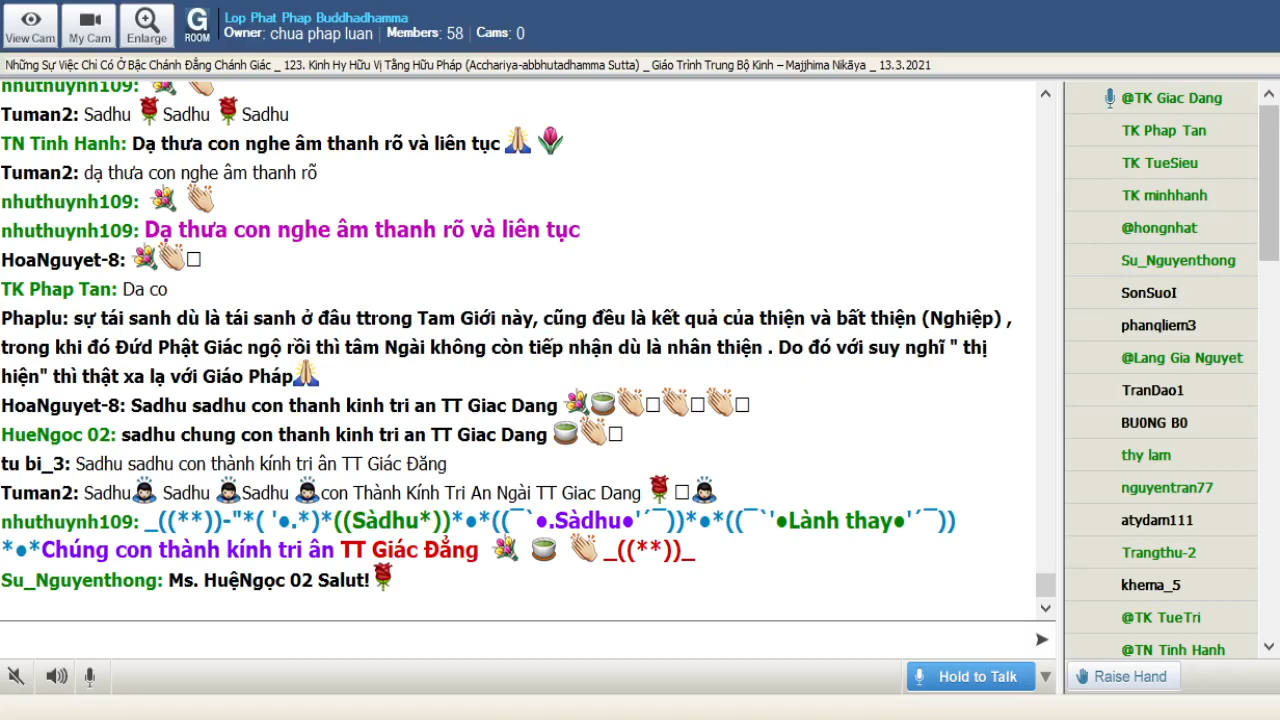 View Cam
My Cam
Enlarge
G ROOM
Lop Phat Phap Buddhadhamma
Owner: chua phap luan | Members: 58 | Cams: 0
Những Sự Việc Chỉ Có Ở Bậc Chánh Đẳng Chánh Giác _ 123. Kinh Hy Hữu Vị Tằng Hữu Pháp (Acchariya-abbhutadhamma Sutta) _ Giáo Trình Trung Bộ Kinh – Majjhima Nikāya _ 13.3.2021
nhuthuynh109:
Tuman2: Sadhu Sadhu Sadhu
TN Tinh Hanh: Dạ thưa con nghe âm thanh rõ và liên tục
Tuman2: dạ thưa con nghe âm thanh rõ
nhuthuynh109:
nhuthuynh109: Dạ thưa con nghe âm thanh rõ và liên tục
HoaNguyet-8:
TK Phap Tan: Da co
Phaplu: sự tái sanh dù là tái sanh ở đâu ttrong Tam Giới này, cũng đều là kết quả của thiện và bất thiện (Nghiệp) ,
trong khi đó Đứd Phật Giác ngộ rồi thì tâm Ngài không còn tiếp nhận dù là nhân thiện . Do đó với suy nghĩ " thị
hiện" thì thật xa lạ với Giáo Pháp
HoaNguyet-8: Sadhu sadhu con thanh kinh tri an TT Giac Dang
HueNgoc 02: sadhu chung con thanh kinh tri an TT Giac Dang
tu bi_3: Sadhu sadhu con thành kính tri ân TT Giác Đăng
Tuman2: Sadhu Sadhu Sadhu con Thành Kính Tri An Ngài TT Giac Dang
nhuthuynh109: _((**))-"*( '●.*)*((Sàdhu*))*●*((¯`●.Sàdhu●'´¯))*●*((¯`'●Lành thay●'´¯))
*●*Chúng con thành kính tri ân TT Giác Đẳng _((**))_
Su_Nguyenthong: Ms. HuệNgọc 02 Salut!
@TK Giac Dang
TK Phap Tan
TK TueSieu
TK minhhanh
@hongnhat
Su_Nguyenthong
SonSuoI
phanqliem3
@Lang Gia Nguyet
TranDao1
BU0NG B0
thy lam
nguyentran77
atydam111
Trangthu-2
khema_5
@TK TueTri
@TN Tinh Hanh
Hold to Talk
Raise Hand